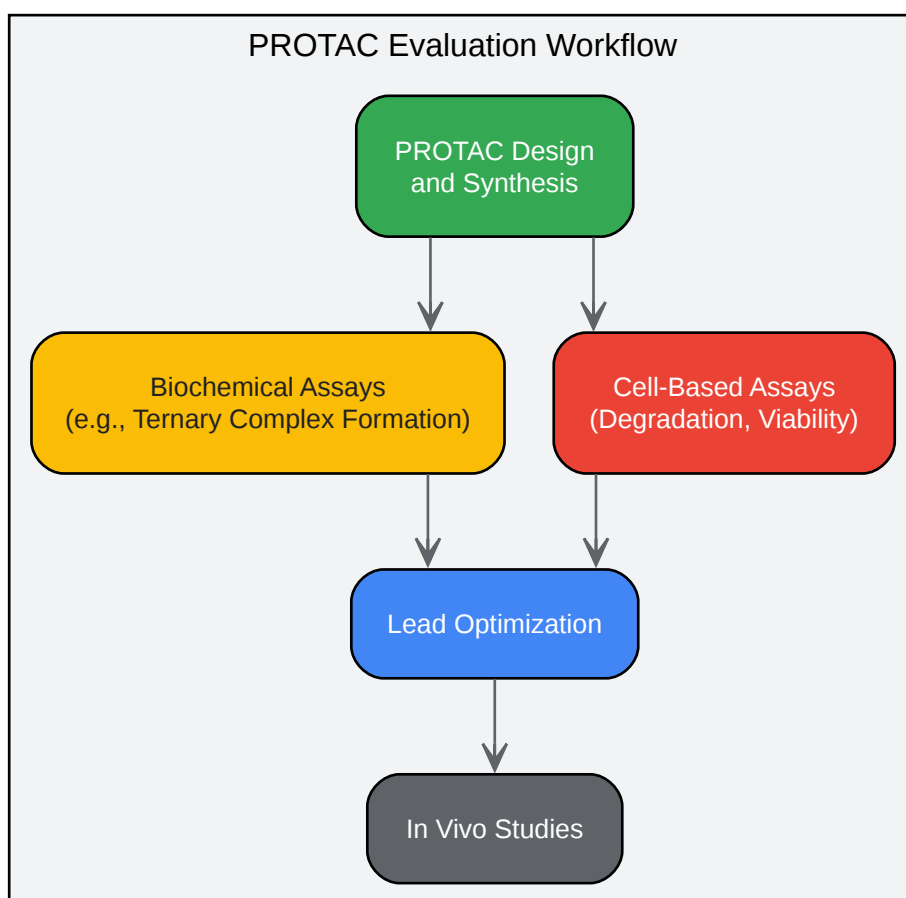 PROTAC Evaluation Workflow
PROTAC Design
and Synthesis
Biochemical Assays
(e.g., Ternary Complex Formation)
Cell-Based Assays
(Degradation, Viability)
Lead Optimization
In Vivo Studies